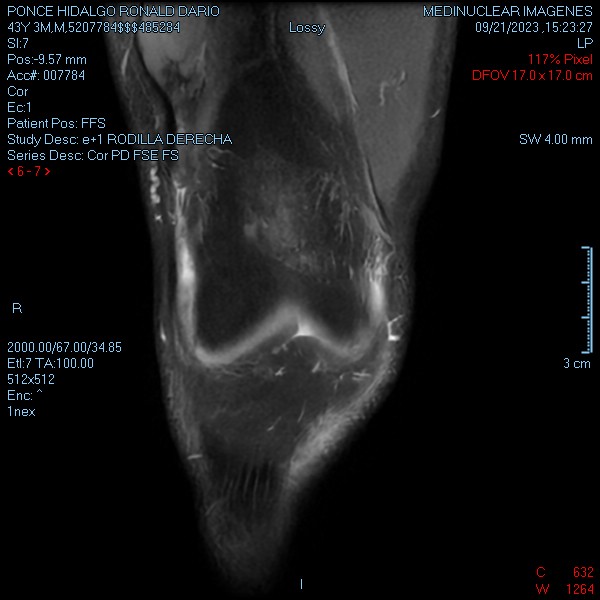 PONCE HIDALGO RONALD DARIO
43Y 3M,M,5207784$$$485284
Sl:7
Pos:-9.57 mm
Acc#: 007784
Cor
Ec:1
Patient Pos: FFS
Study Desc: e+1 RODILLA DERECHA
Series Desc: Cor PD FSE FS
< 6 - 7 >
Lossy
MEDINUCLEAR IMAGENES
09/21/2023 ,15:23:27
LP
117% Pixel
DFOV 17.0 x 17.0 cm
SW 4.00 mm
R
3 cm
2000.00/67.00/34.85
Etl:7 TA:100.00
512x512
Enc: ^
1nex
I
C 632
W 1264